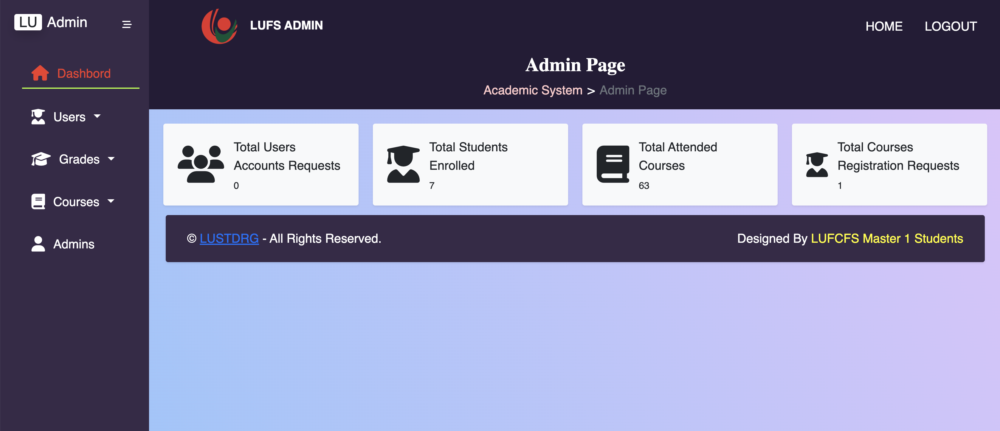 LU Admin
Dashbord
Users
Grades
Courses
Admins
LUFS ADMIN
HOME
LOGOUT
Admin Page
Academic System > Admin Page
Total Users
Accounts Requests
0
Total Students
Enrolled
7
Total Attended
Courses
63
Total Courses
Registration Requests
1
© LUSTDRG - All Rights Reserved.
Designed By LUFCFS Master 1 Students